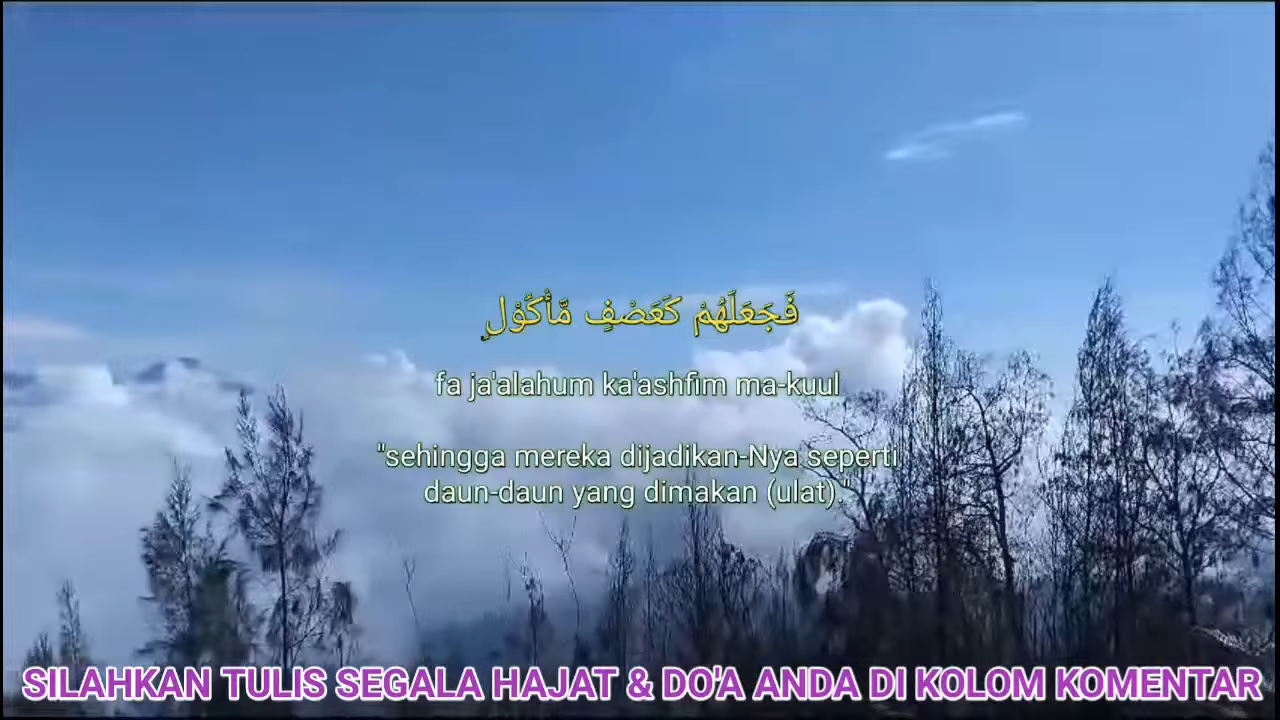 فَجَعَلَهُمْ كَعَصْفٍ مَّأْكُوْلٍ
fa ja'alahum ka'ashfim ma-kuul
"sehingga mereka dijadikan-Nya seperti
daun-daun yang dimakan (ulat)."
SILAHKAN TULIS SEGALA HAJAT & DO'A ANDA DI KOLOM KOMENTAR